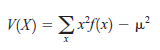 V(X) = ∑ x²f(x) − μ²
x